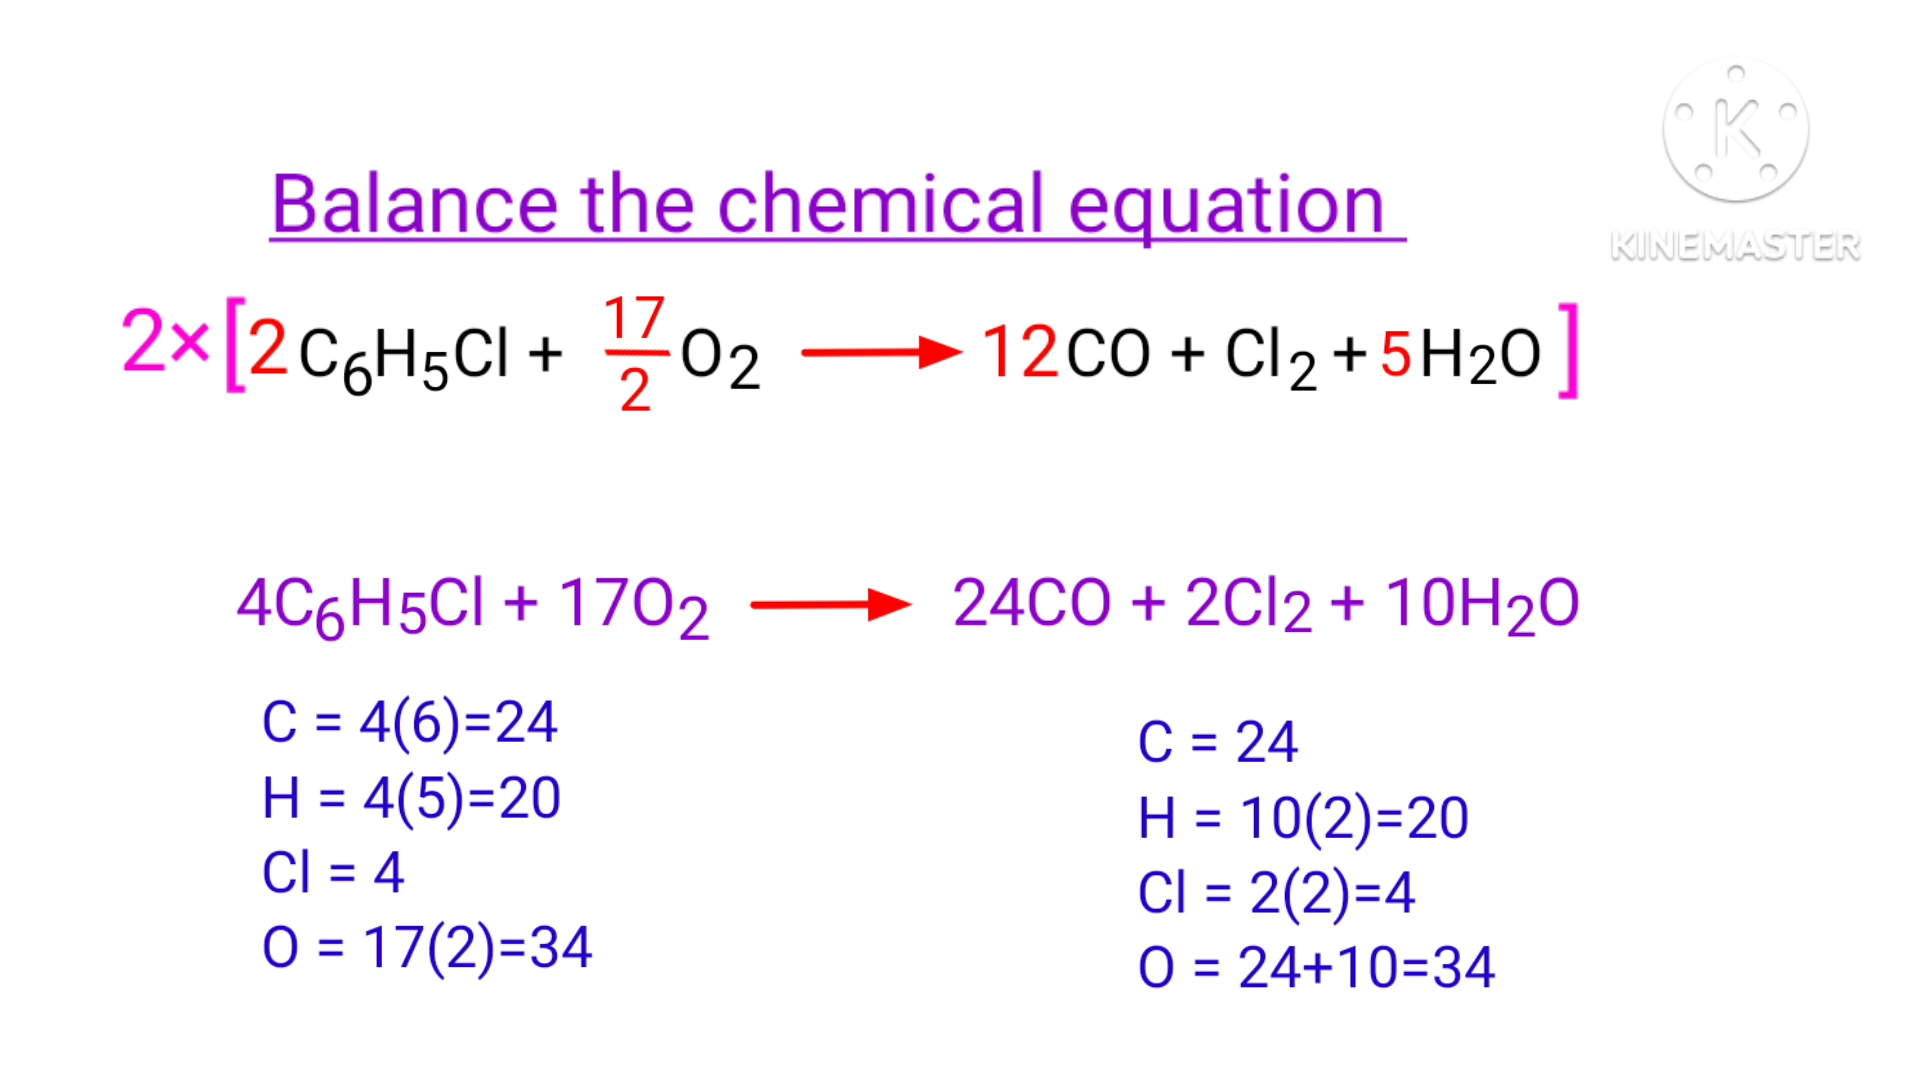 K
KINEMASTER
Balance the chemical equation
2×[2C₆H₅Cl + 17/2 O₂ → 12CO + Cl₂ + 5H₂O]
4C₆H₅Cl + 17O₂ → 24CO + 2Cl₂ + 10H₂O
C = 4(6)=24
H = 4(5)=20
Cl = 4
O = 17(2)=34
C = 24
H = 10(2)=20
Cl = 2(2)=4
O = 24+10=34